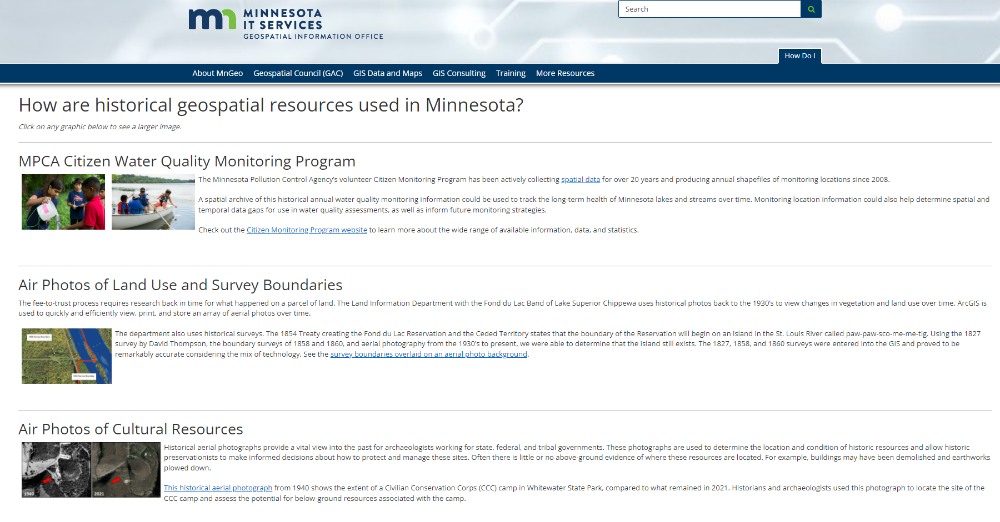 mn MINNESOTA
IT SERVICES
GEOSPATIAL INFORMATION OFFICE
Search
How Do I
About MnGeo Geospatial Council (GAC) GIS Data and Maps GIS Consulting Training More Resources
How are historical geospatial resources used in Minnesota?
Click on any graphic below to see a larger image.
MPCA Citizen Water Quality Monitoring Program
The Minnesota Pollution Control Agency's volunteer Citizen Monitoring Program has been actively collecting spatial data for over 20 years and producing annual shapefiles of monitoring locations since 2008.
A spatial archive of this historical annual water quality monitoring information could be used to track the long-term health of Minnesota lakes and streams over time. Monitoring location information could also help determine spatial and
temporal data gaps for use in water quality assessments, as well as inform future monitoring strategies.
Check out the Citizen Monitoring Program website to learn more about the wide range of available information, data, and statistics.
Air Photos of Land Use and Survey Boundaries
The fee-to-trust process requires research back in time for what happened on a parcel of land. The Land Information Department with the Fond du Lac Band of Lake Superior Chippewa uses historical photos back to the 1930's to view changes in vegetation and land use over time. ArcGIS is
used to quickly and efficiently view, print, and store an array of aerial photos over time.
The department also uses historical surveys. The 1854 Treaty creating the Fond du Lac Reservation and the Ceded Territory states that the boundary of the Reservation will begin on an island in the St. Louis River called paw-paw-sco-me-me-tig. Using the 1827
survey by David Thompson, the boundary surveys of 1858 and 1860, and aerial photography from the 1930's to present, we were able to determine that the island still exists. The 1827, 1858, and 1860 surveys were entered into the GIS and proved to be
remarkably accurate considering the mix of technology. See the survey boundaries overlaid on an aerial photo background.
Survey Boundary
Survey Boundary
Air Photos of Cultural Resources
Historical aerial photographs provide a vital view into the past for archaeologists working for state, federal, and tribal governments. These photographs are used to determine the location and condition of historic resources and allow historic
preservationists to make informed decisions about how to protect and manage these sites. Often there is little or no above-ground evidence of where these resources are located. For example, buildings may have been demolished and earthworks
plowed down.
1940 2021
This historical aerial photograph from 1940 shows the extent of a Civilian Conservation Corps (CCC) camp in Whitewater State Park, compared to what remained in 2021. Historians and archaeologists used this photograph to locate the site of the
CCC camp and assess the potential for below-ground resources associated with the camp.